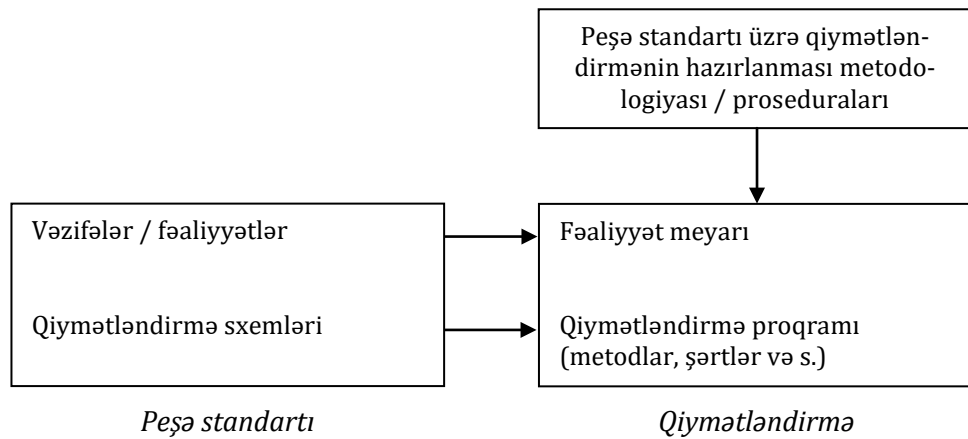 Peşə standartı üzrə qiymətlən-
dirmənin hazırlanması metodo-
logiyası / proseduraları
Vəzifələr / fəaliyyətlər
Fəaliyyət meyarı
Qiymətləndirmə sxemləri
Qiymətləndirmə proqramı
(metodlar, şərtlər və s.)
Peşə standartı
Qiymətləndirmə